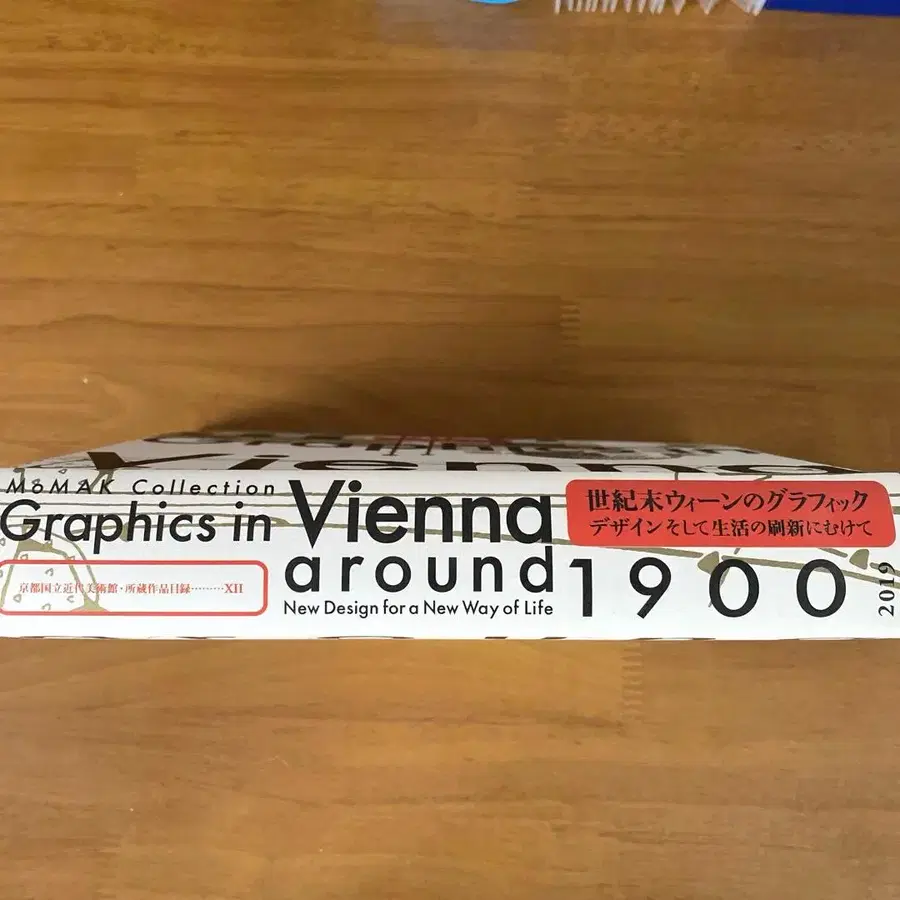 MoMAK Collection
Graphics in Vienna
around 1900
New Design for a New Way of Life
京都国立近代美術館・所蔵作品目録………XII
世紀末ウィーンのグラフィック
デザインそして生活の刷新にむけて
2019
Vienna